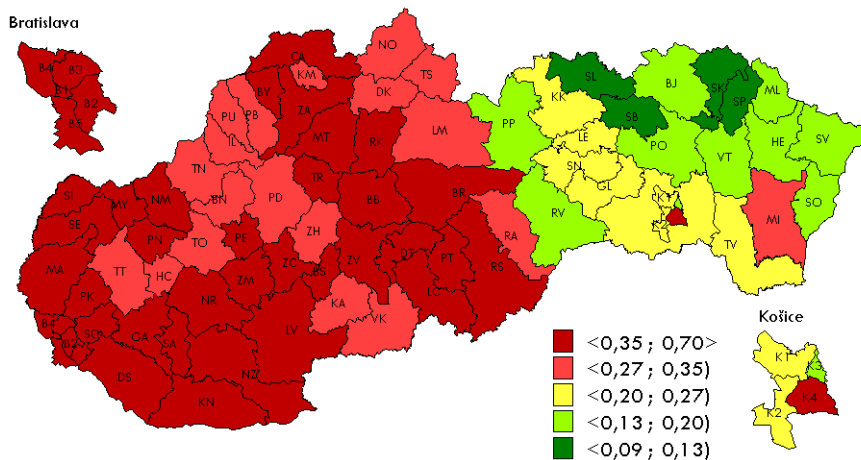 Bratislava
B4
B3
B1
B2
B5
CA
KM
NO
TS
DK
BY
ZA
PU
PB
IL
MT
RK
LM
TN
BN
PD
TR
BB
BR
SI
SE
MY
NM
PN
TO
PE
ZH
TT
HC
ZC
BS
ZV
DT
PT
RA
RS
MA
PK
NR
ZM
KA
LC
VK
LV
B4
B2
SC
GA
SA
DS
NZ
KN
SL
KK
SB
BJ
SK
SP
ML
PP
LE
SN
GL
PO
VT
HE
SV
RV
K1
TV
MI
SO
<0,35 ; 0,70>
<0,27 ; 0,35)
<0,20 ; 0,27)
<0,13 ; 0,20)
<0,09 ; 0,13)
Košice
K1
K3
K4
K2